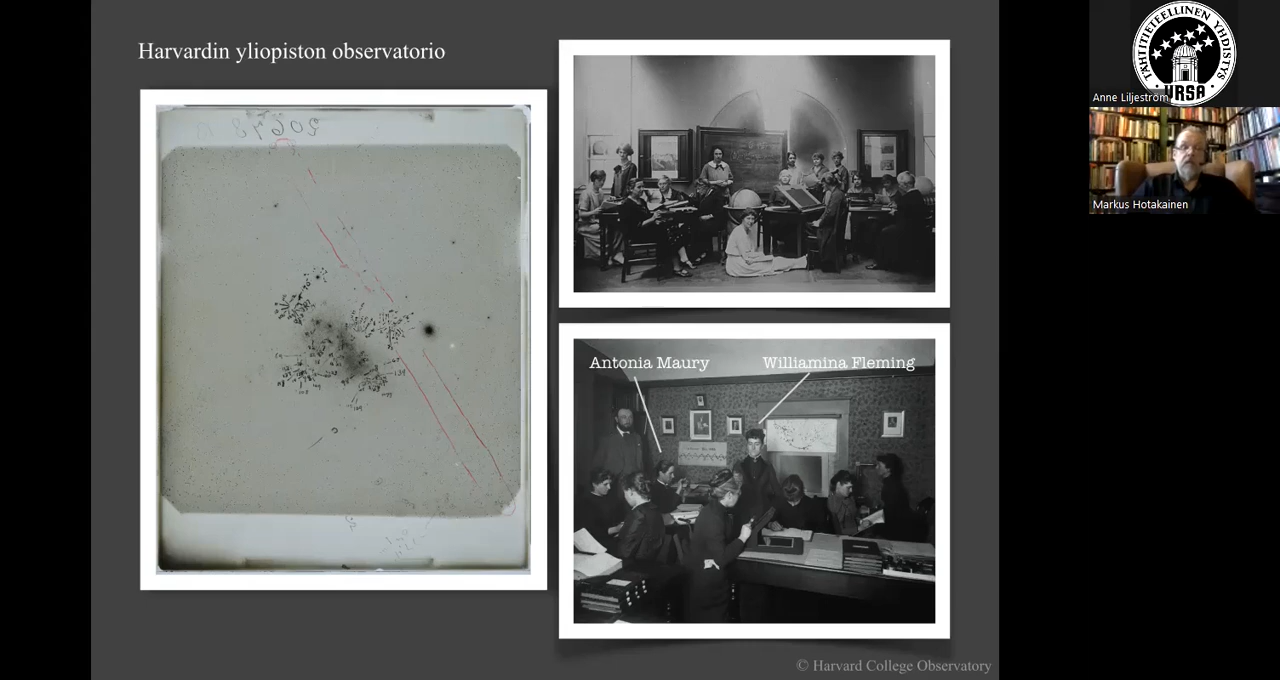 Harvardin yliopiston observatorio
Antonia Maury
Williamina Fleming
© Harvard College Observatory
TÄHTITIETEELLINEN YHDISTYS
URSA
Anne Liljeström
Markus Hotakainen